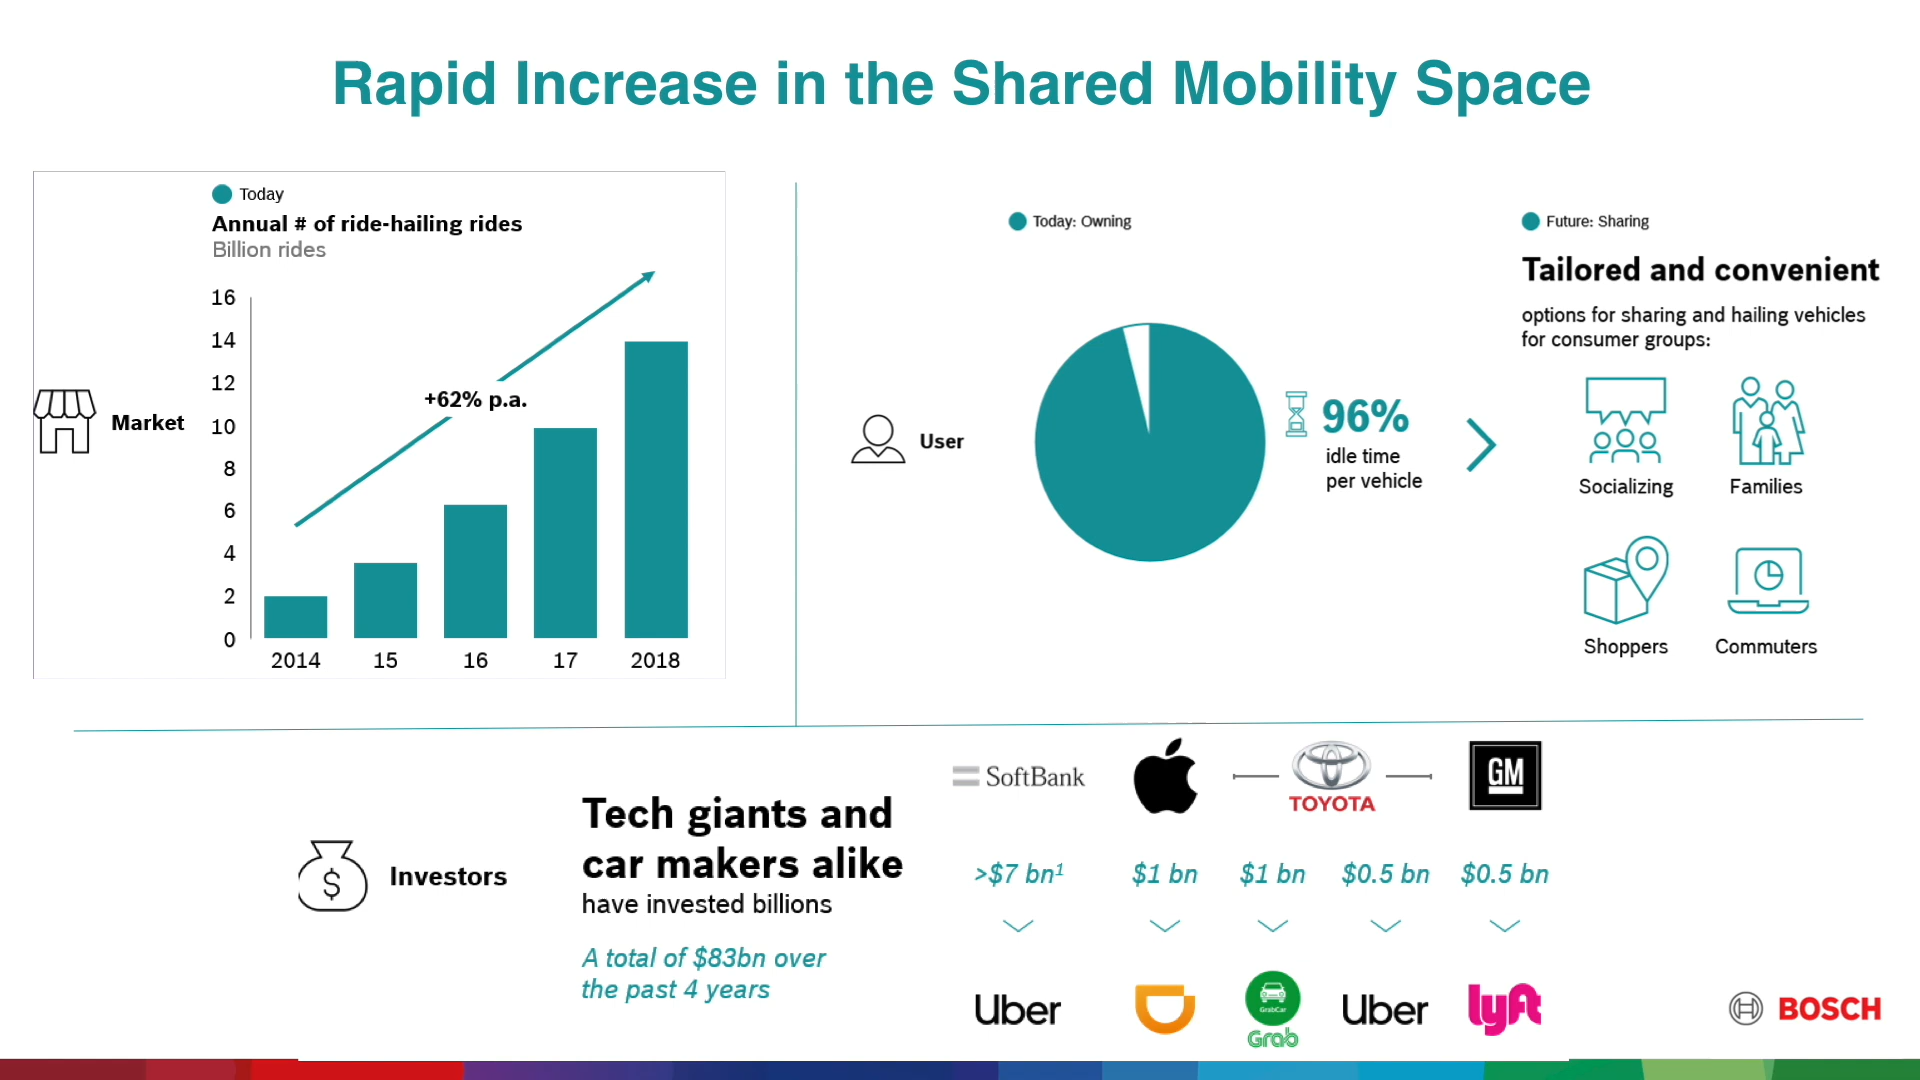 Rapid Increase in the Shared Mobility Space
Today
Annual # of ride-hailing rides
Billion rides
16
14
12
10
8
6
4
2
0
+62% p.a.
2014 15 16 17 2018
Market
Today: Owning
User
96%
idle time
per vehicle
Future: Sharing
Tailored and convenient
options for sharing and hailing vehicles
for consumer groups:
Socializing Families
Shoppers Commuters
Investors
$
Tech giants and
car makers alike
have invested billions
A total of $83bn over
the past 4 years
SoftBank TOYOTA GM
>$7 bn¹ $1 bn $1 bn $0.5 bn $0.5 bn
Uber GrabCar Grab Uber lyft
BOSCH